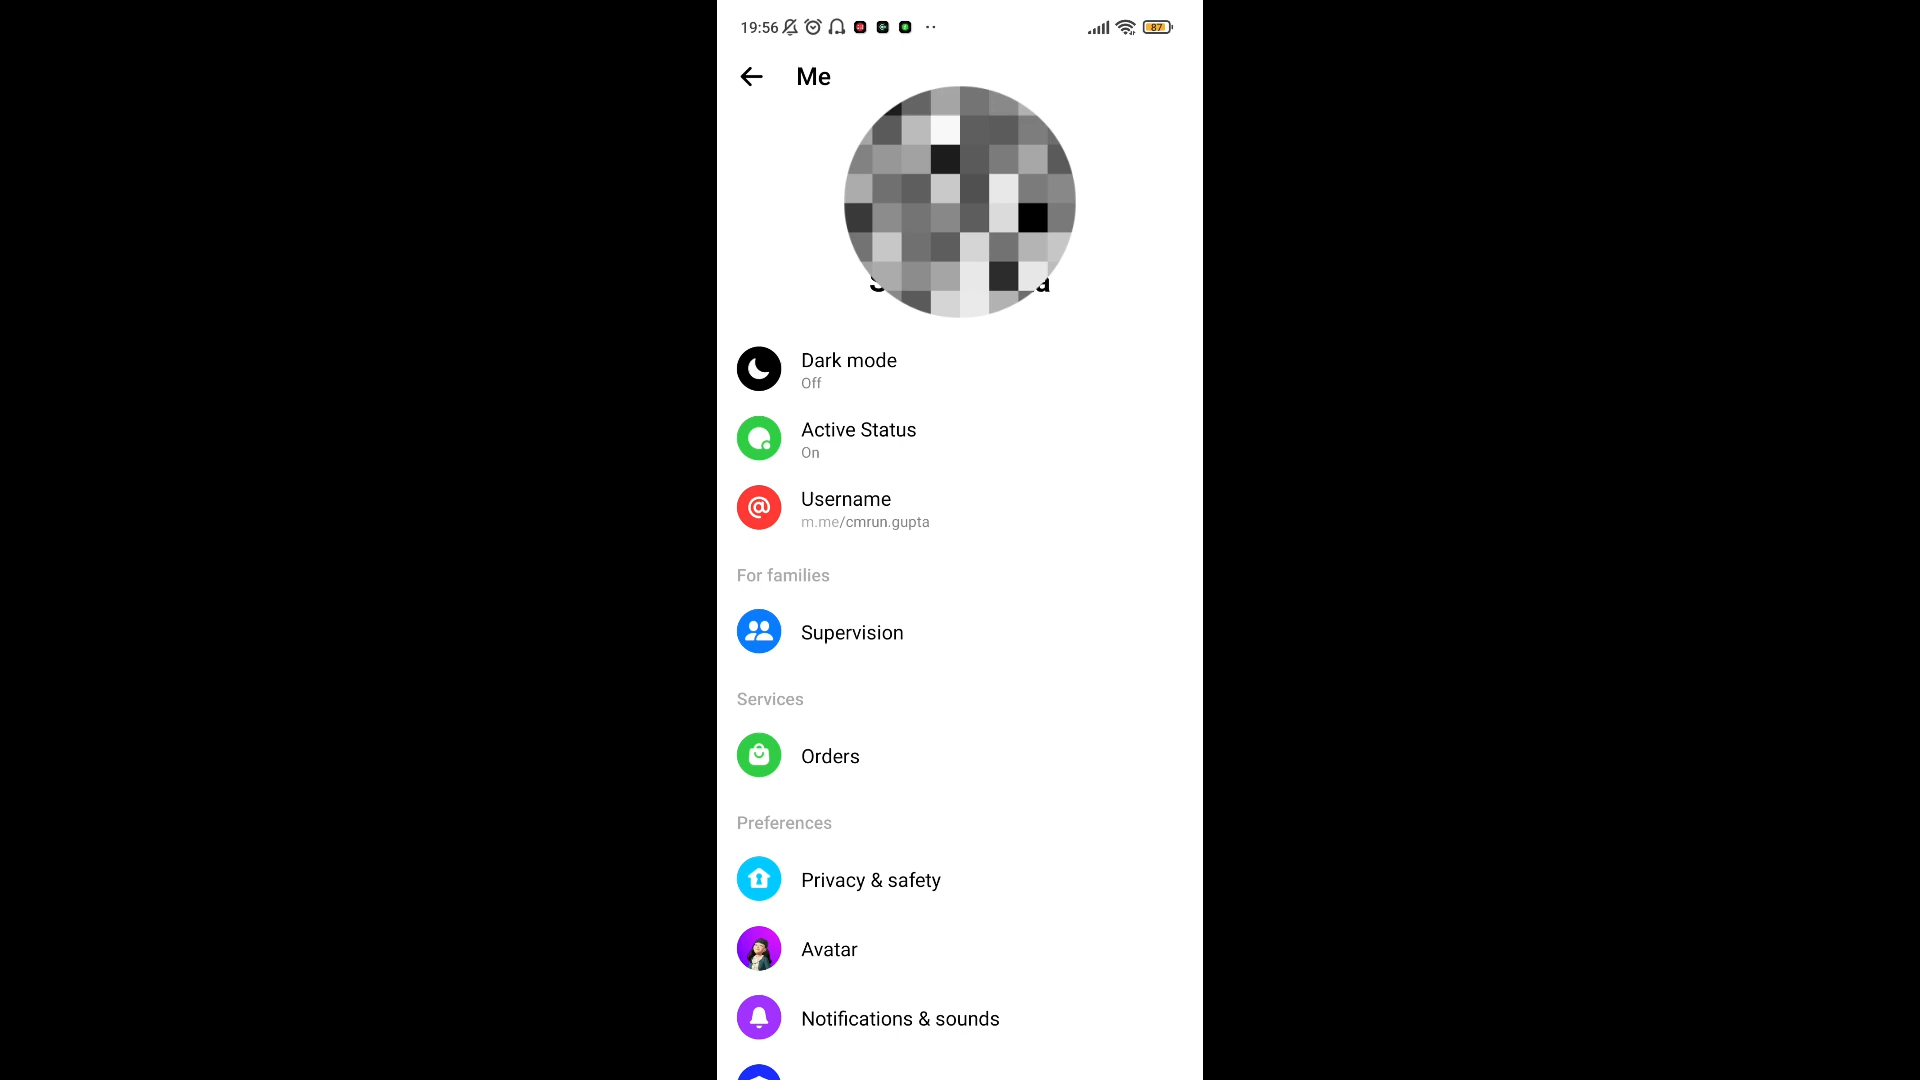 19:56
87
Me
Dark mode
Off
Active Status
On
Username
m.me/cmrun.gupta
For families
Supervision
Services
Orders
Preferences
Privacy & safety
Avatar
Notifications & sounds